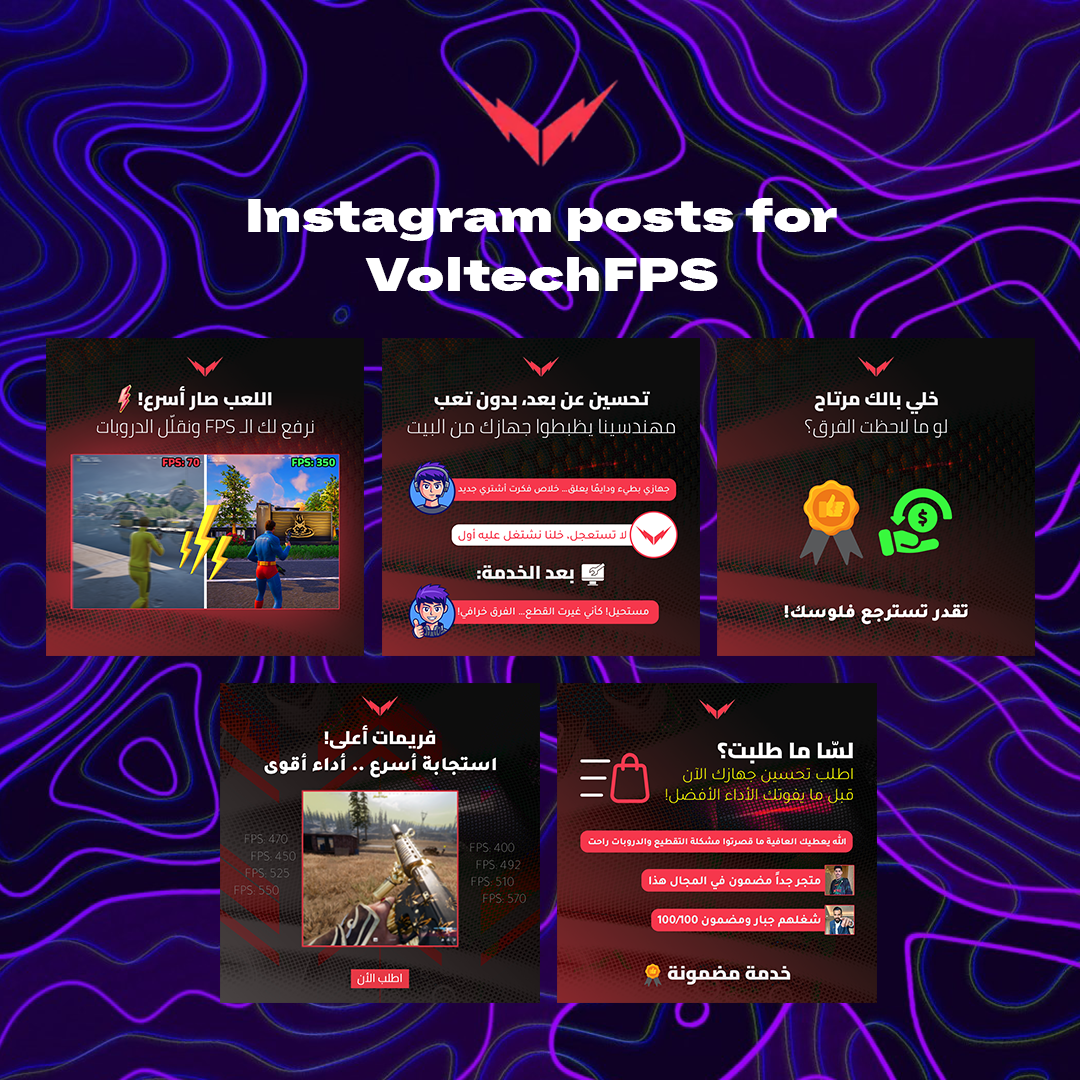 Instagram posts for
VoltechFPS
اللعب صار أسرع!
نرفع لك الـ FPS ونقلّل الدروبات
FPS: 70
FPS: 350
تحسين عن بعد، بدون تعب
مهندسينا يظبطوا جهازك من البيت
جهازي بطيء ودايمًا يعلق... خلاص فكرت أشتري جديد
لا تستعجل، خلنا نشتغل عليه أول
بعد الخدمة:
مستحيل! كأني غيرت القطع... الفرق خرافي!
خلي بالك مرتاح
لو ما لاحظت الفرق؟
تقدر تسترجع فلوسك!
فريمات أعلى!
استجابة أسرع .. أداء أقوى
FPS: 470
FPS: 450
FPS: 525
FPS: 550
FPS: 400
FPS: 492
FPS: 510
FPS: 570
اطلب الأن
لسّا ما طلبت؟
اطلب تحسين جهازك الآن
قبل ما يفوتك الأداء الأفضل!
الله يعطيك العافية ما قصرتوا مشكلة التقطيع والدروبات راحت
متجر جداً مضمون في المجال هذا
شغلهم جبار ومضمون 100/100
خدمة مضمونة